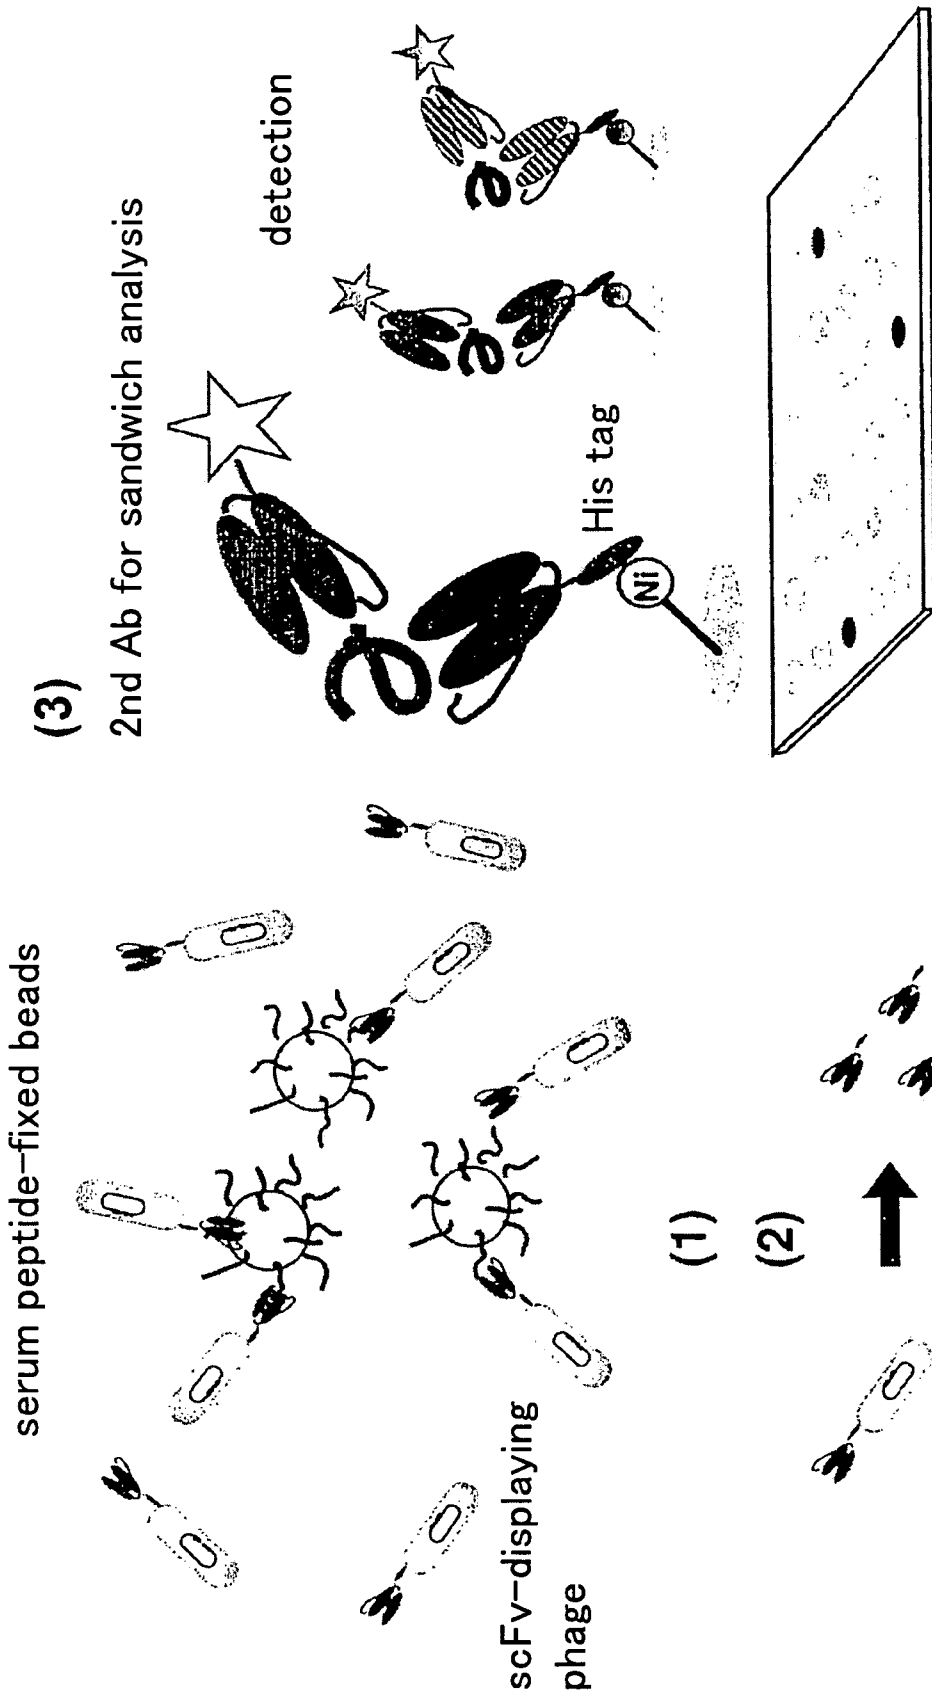 serum peptide-fixed beads
scFv-displaying
phage
(1)
(2)
(3)
2nd Ab for sandwich analysis
detection
His tag
Ni